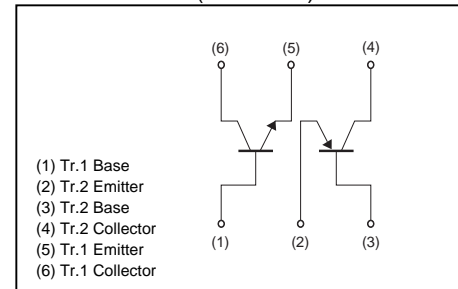 (6) (5) (4)
(1) Tr.1 Base
(2) Tr.2 Emitter
(3) Tr.2 Base
(4) Tr.2 Collector
(5) Tr.1 Emitter
(6) Tr.1 Collector
(1) (2) (3)